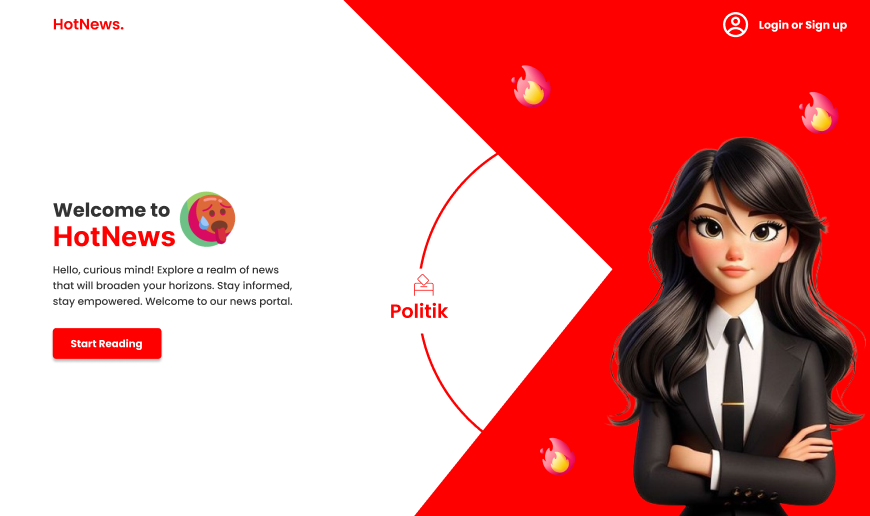 HotNews.
Login or Sign up
Welcome to
HotNews
Hello, curious mind! Explore a realm of news
that will broaden your horizons. Stay informed,
stay empowered. Welcome to our news portal.
Politik
Start Reading